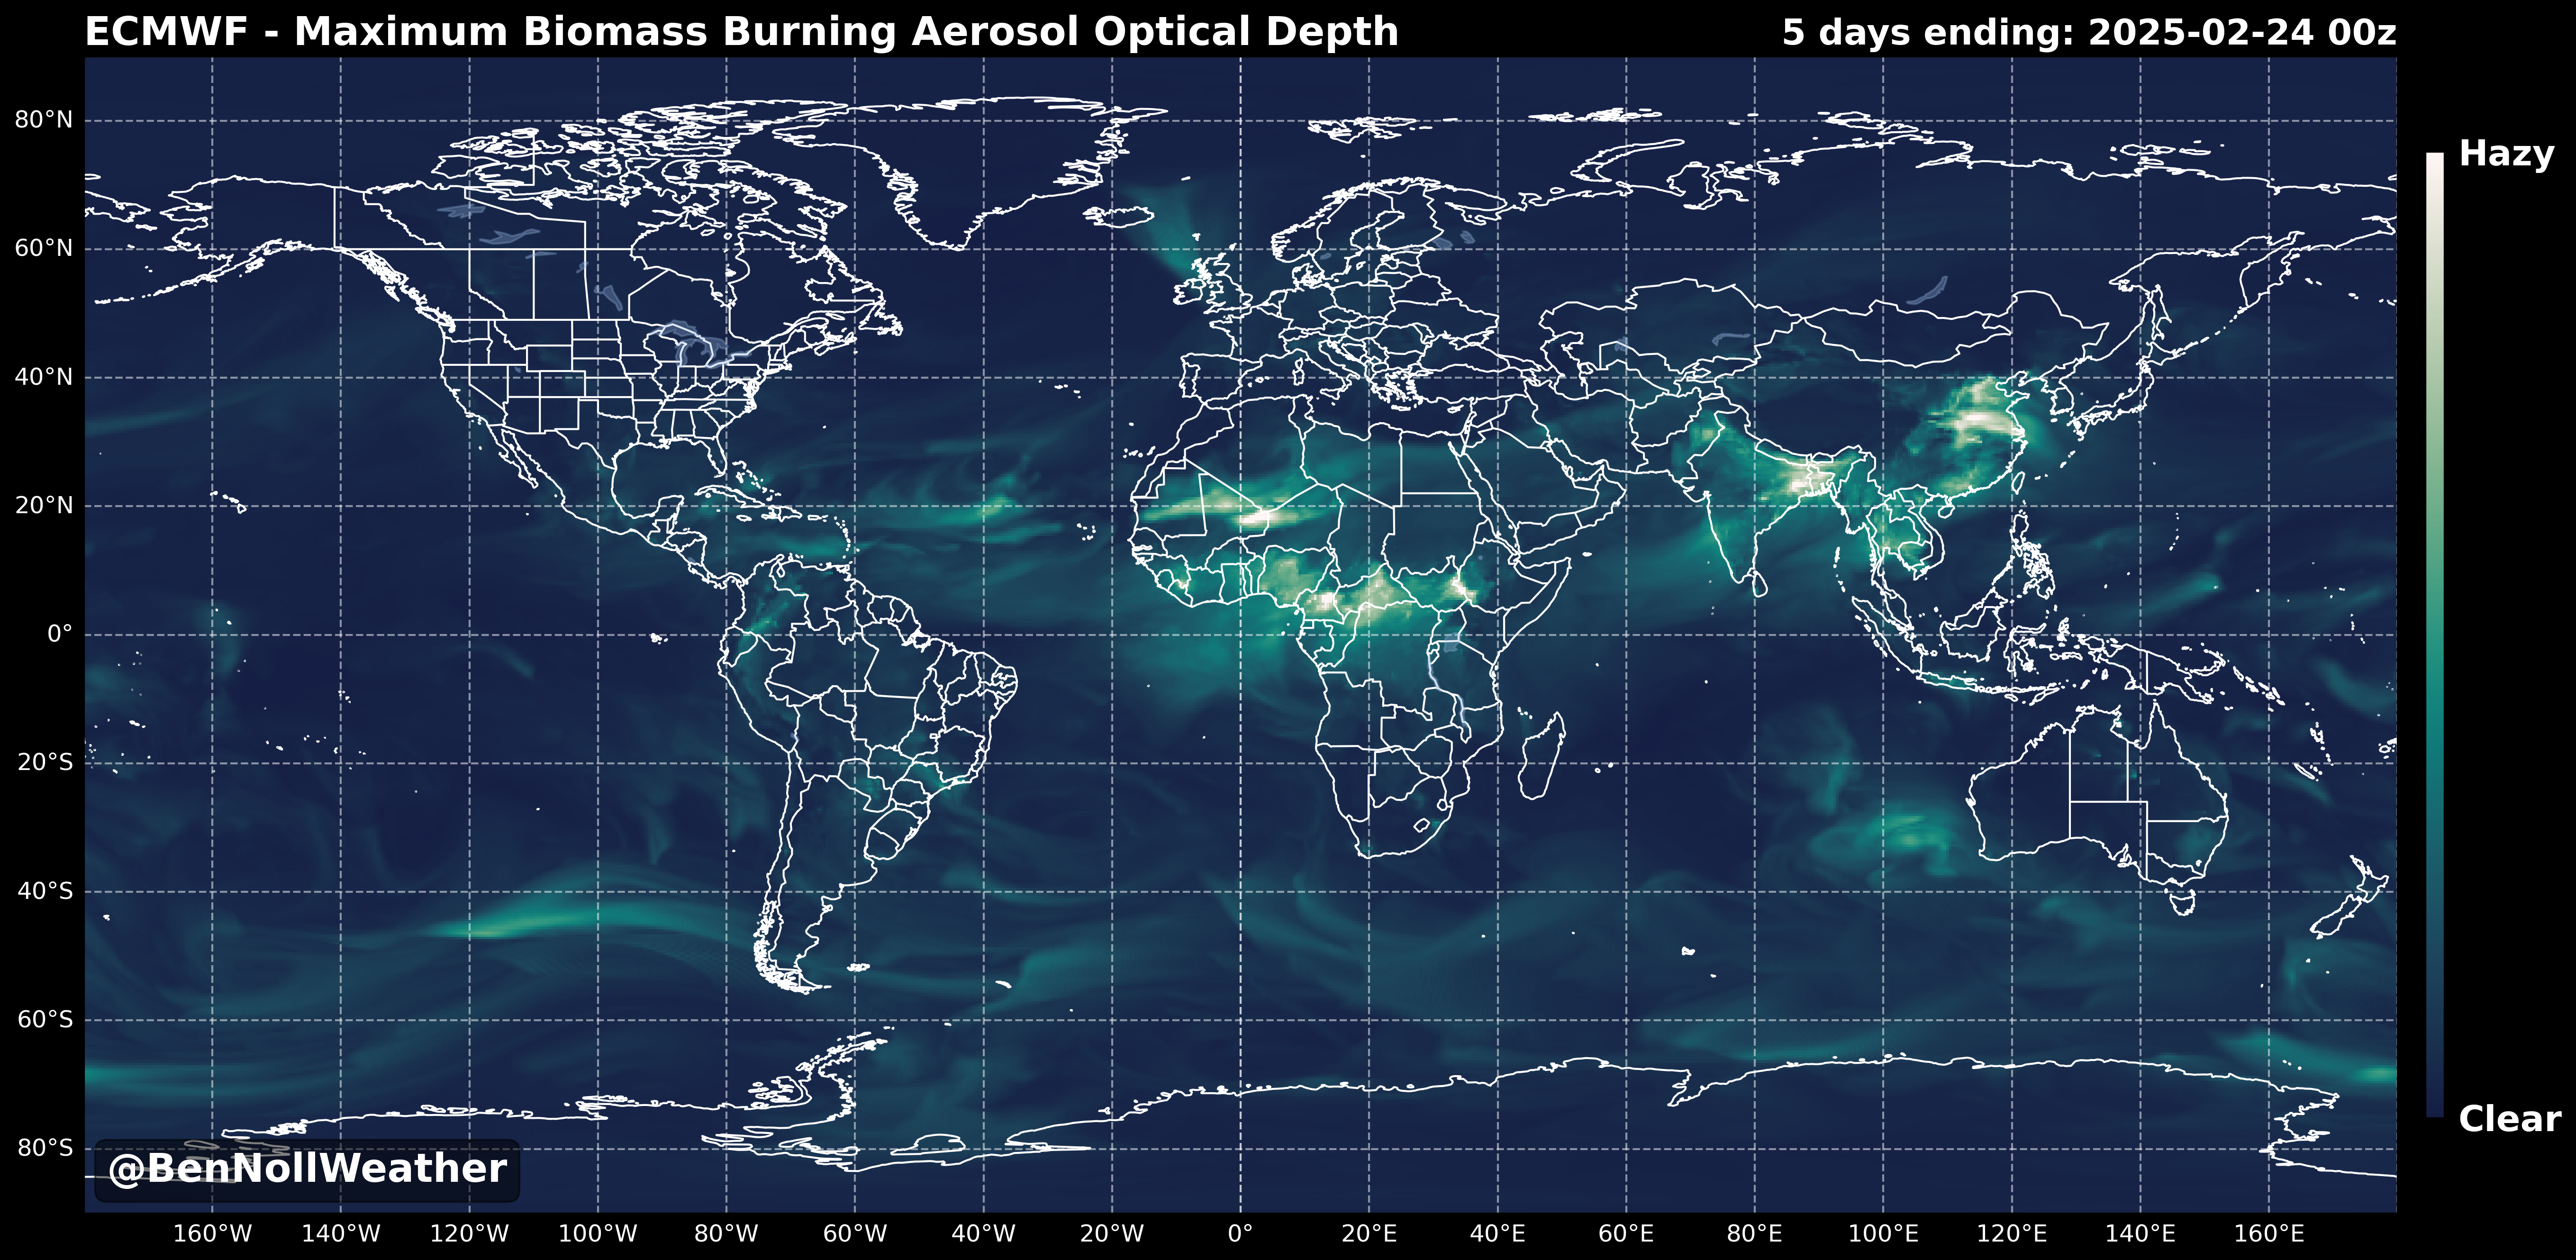 ECMWF - Maximum Biomass Burning Aerosol Optical Depth
5 days ending: 2025-02-24 00z
80°N
60°N
40°N
20°N
0°
20°S
40°S
60°S
80°S
Hazy
Clear
@BenNollWeather
160°W 140°W 120°W 100°W 80°W 60°W 40°W 20°W 0° 20°E 40°E 60°E 80°E 100°E 120°E 140°E 160°E